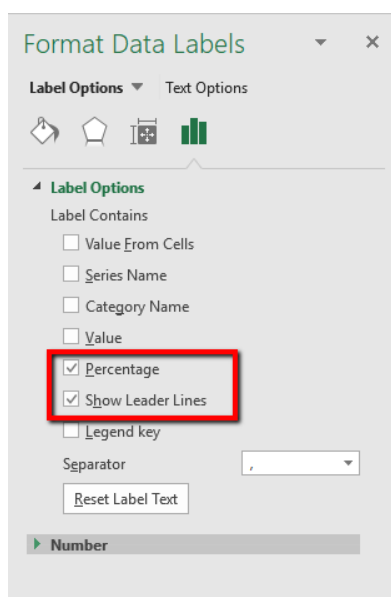 Format Data Labels
Label Options Text Options
Label Options
Label Contains
Value From Cells
Series Name
Category Name
Value
Percentage
Show Leader Lines
Legend key
Separator ,
Reset Label Text
Number